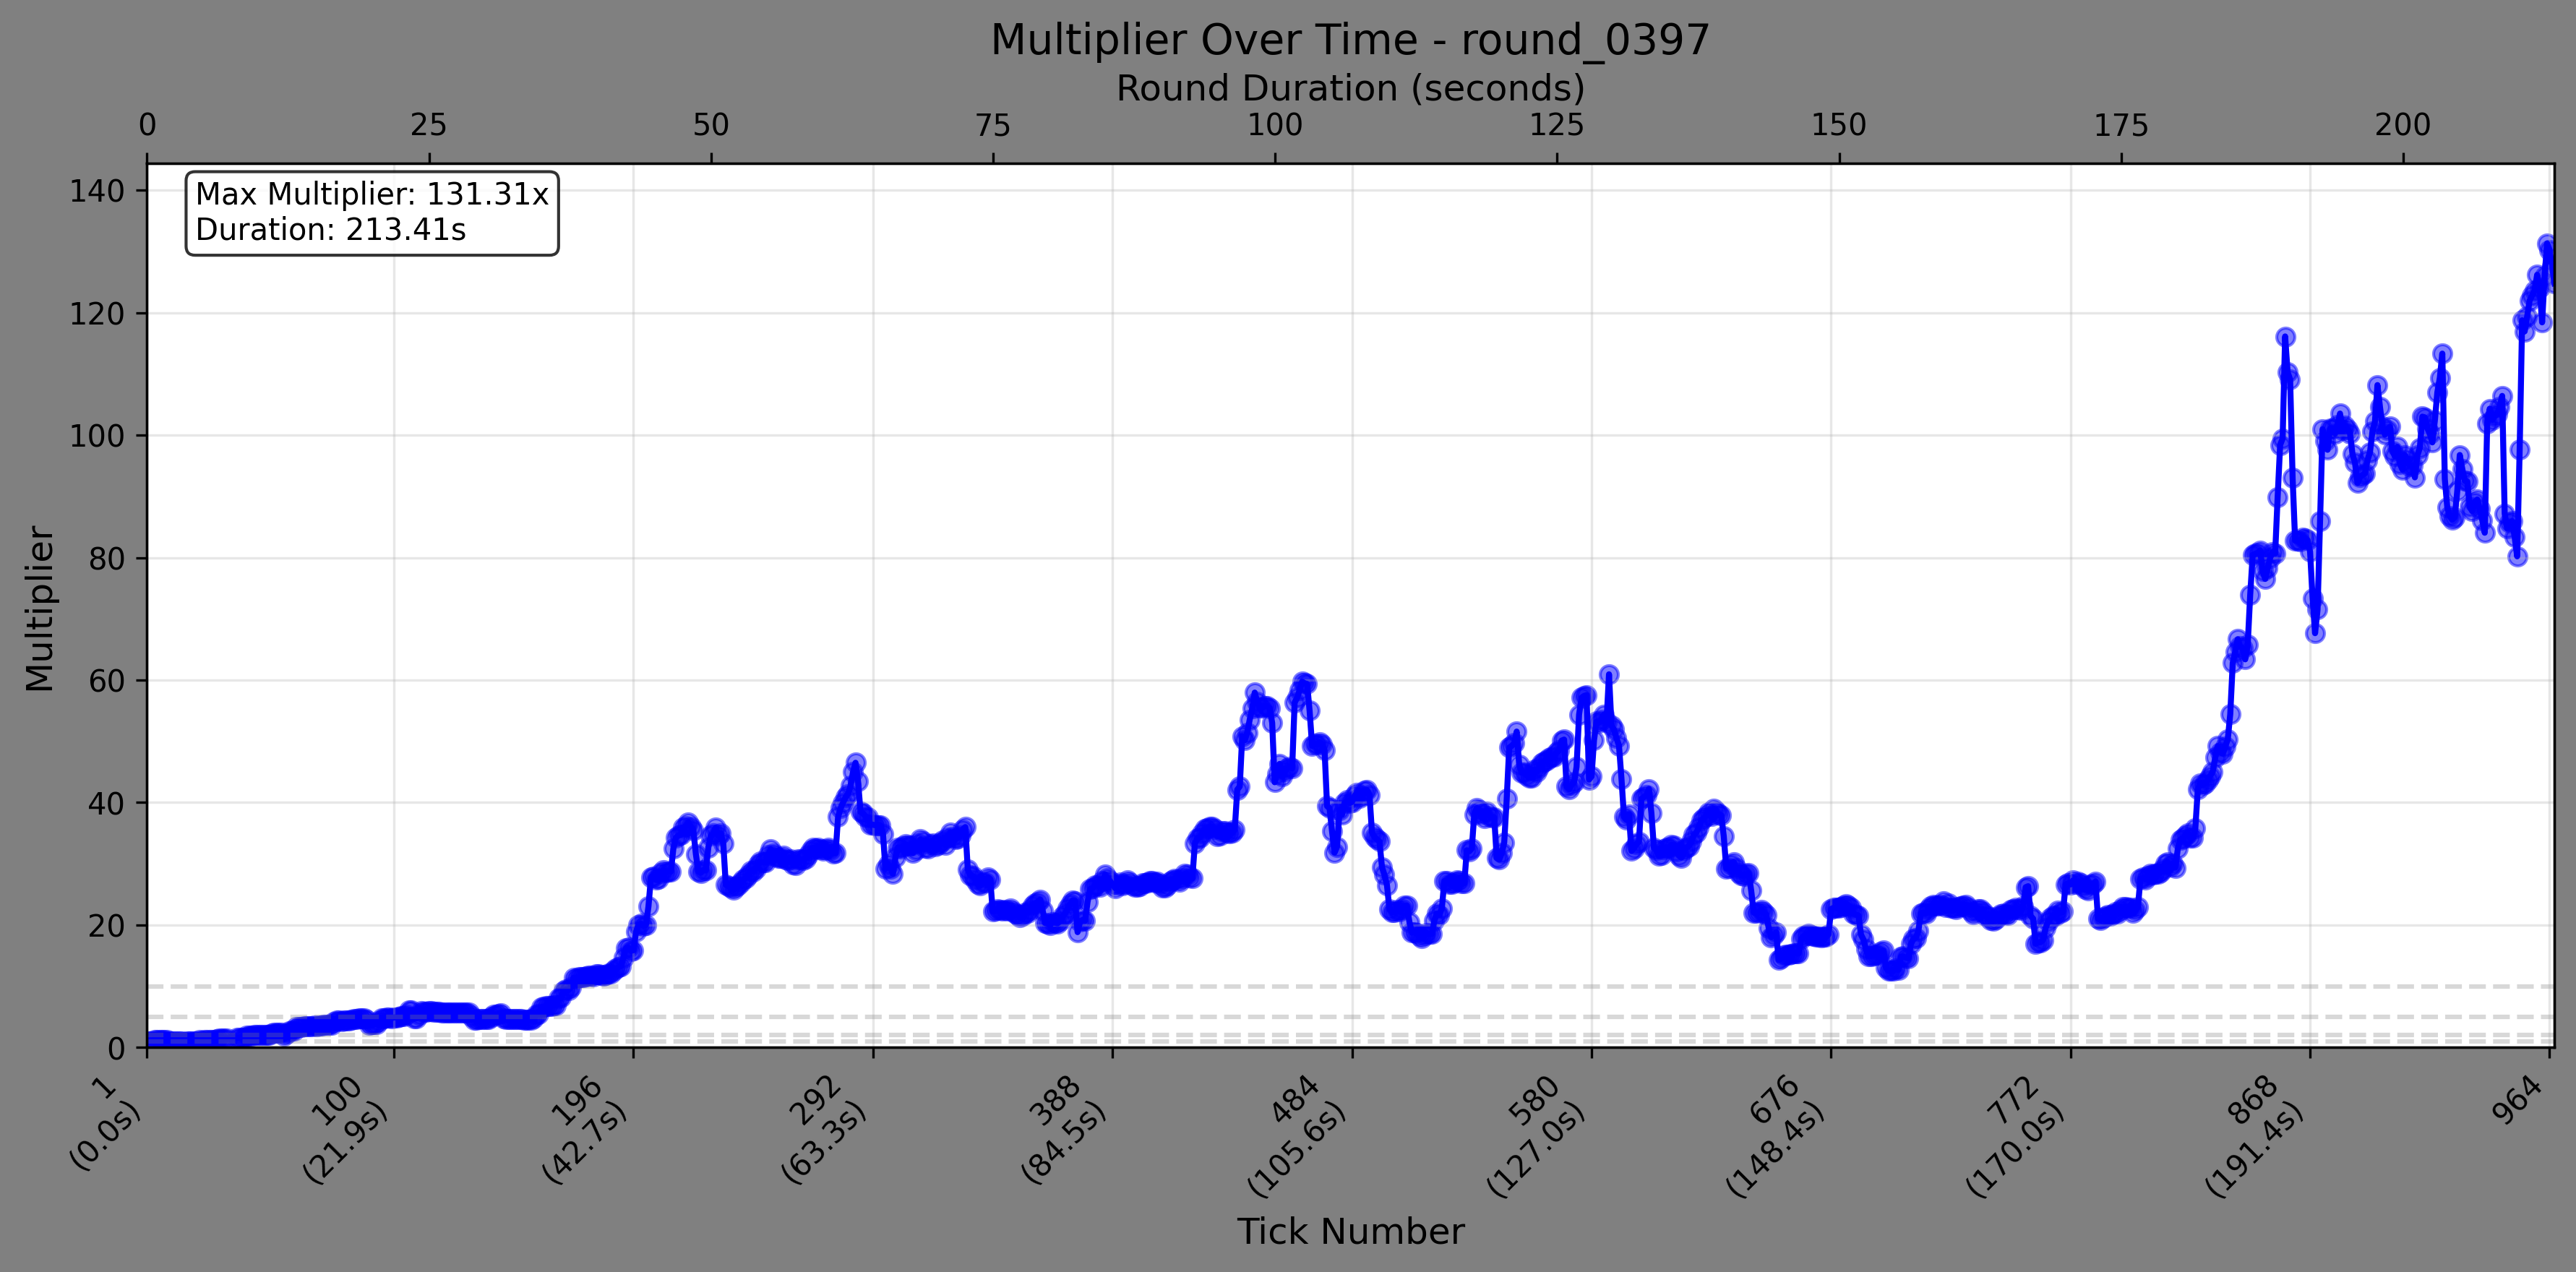 Multiplier Over Time - round_0397
Round Duration (seconds)
0 25 50 75 100 125 150 175 200
Max Multiplier: 131.31x
Duration: 213.41s
140
120
100
80
60
40
20
0
Multiplier
1
(0.0s)
100
(21.9s)
196
(42.7s)
292
(63.3s)
388
(84.5s)
484
(105.6s)
580
(127.0s)
676
(148.4s)
772
(170.0s)
868
(191.4s)
964
Tick Number